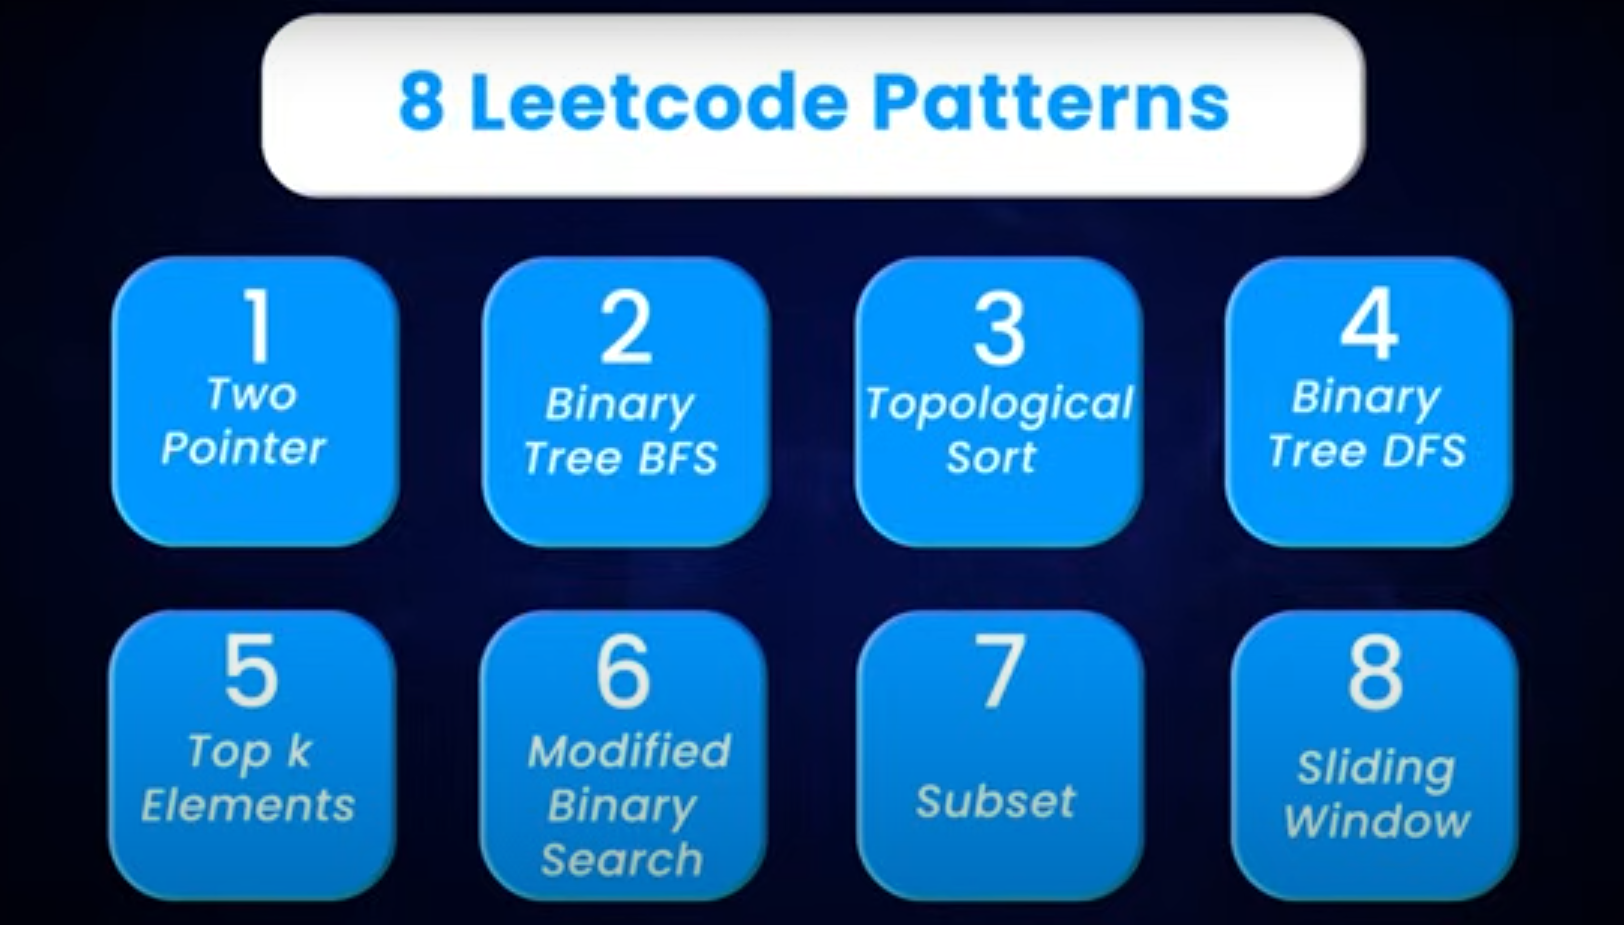 8 Leetcode Patterns
1
Two
Pointer
2
Binary
Tree BFS
3
Topological
Sort
4
Binary
Tree DFS
5
Top k
Elements
6
Modified
Binary
Search
7
Subset
8
Sliding
Window